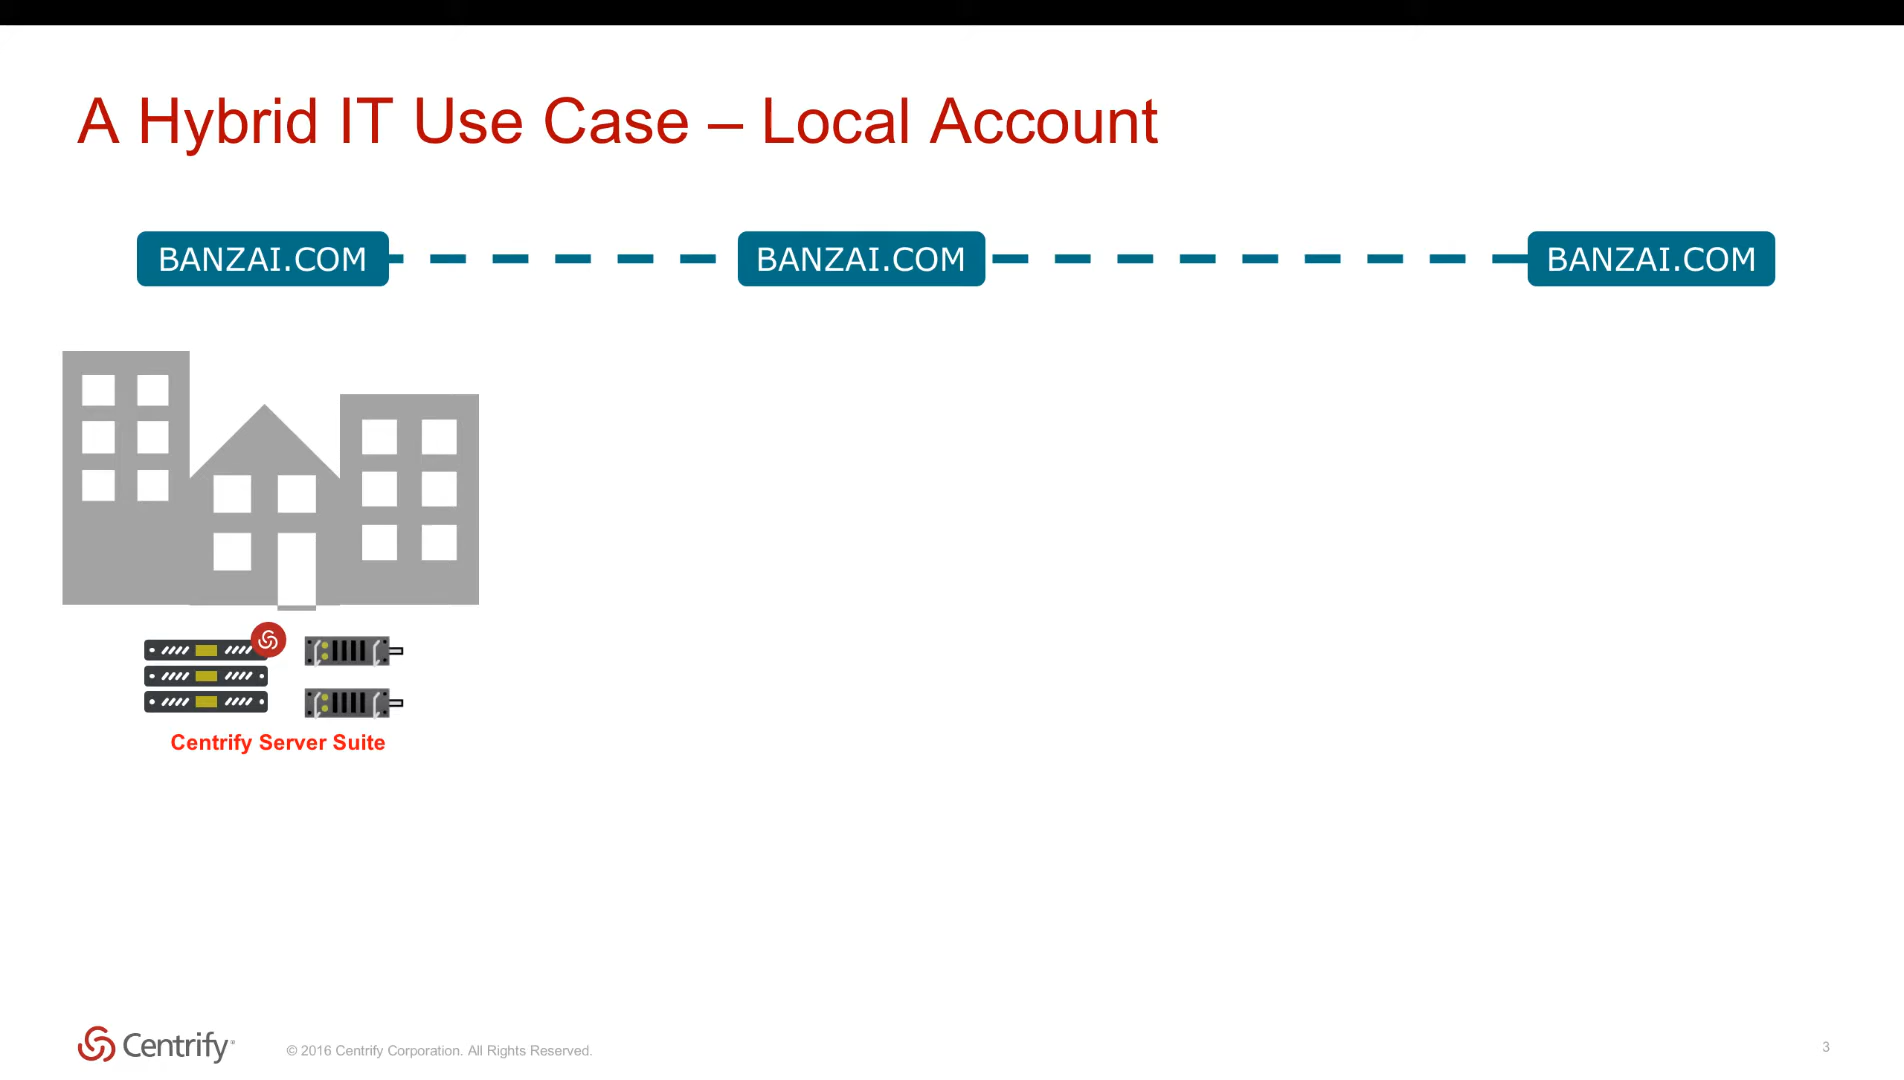 A Hybrid IT Use Case – Local Account
BANZAI.COM BANZAI.COM BANZAI.COM
Centrify Server Suite
Centrify™ © 2016 Centrify Corporation. All Rights Reserved. 3